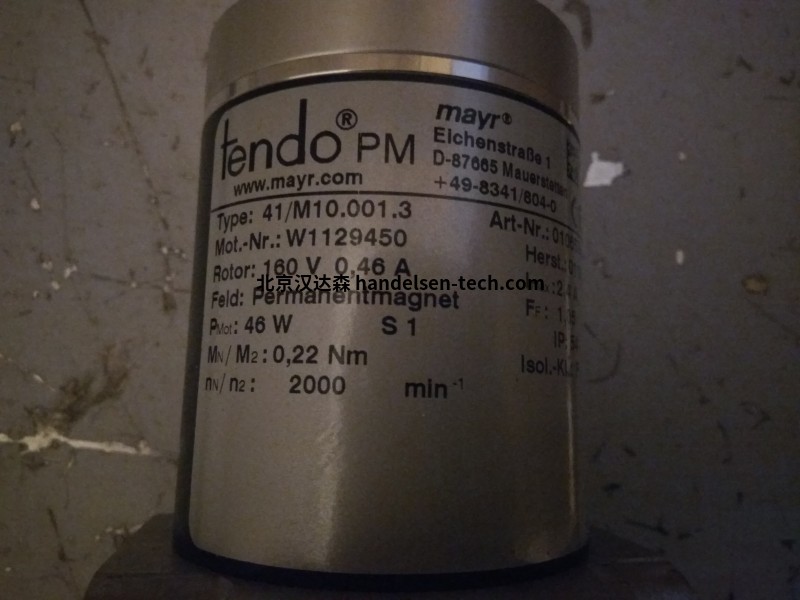 tendo® PM
www.mayr.com
mayr®
Eichenstraße 1
D-87665 Mauerstetten
+49-8341/804-0
Type: 41/M10.001.3
Art-Nr.:
Mot.-Nr.: W1129450
Herst.:
Rotor: 160 V 0,46 A
北京汉达森 handelsen-tech.com
Feld: Permanentmagnet
FF:
PMot: 46 W S 1
IP
MN/M2: 0,22 Nm
Isol.-Kl.
nN/n2: 2000 min-1